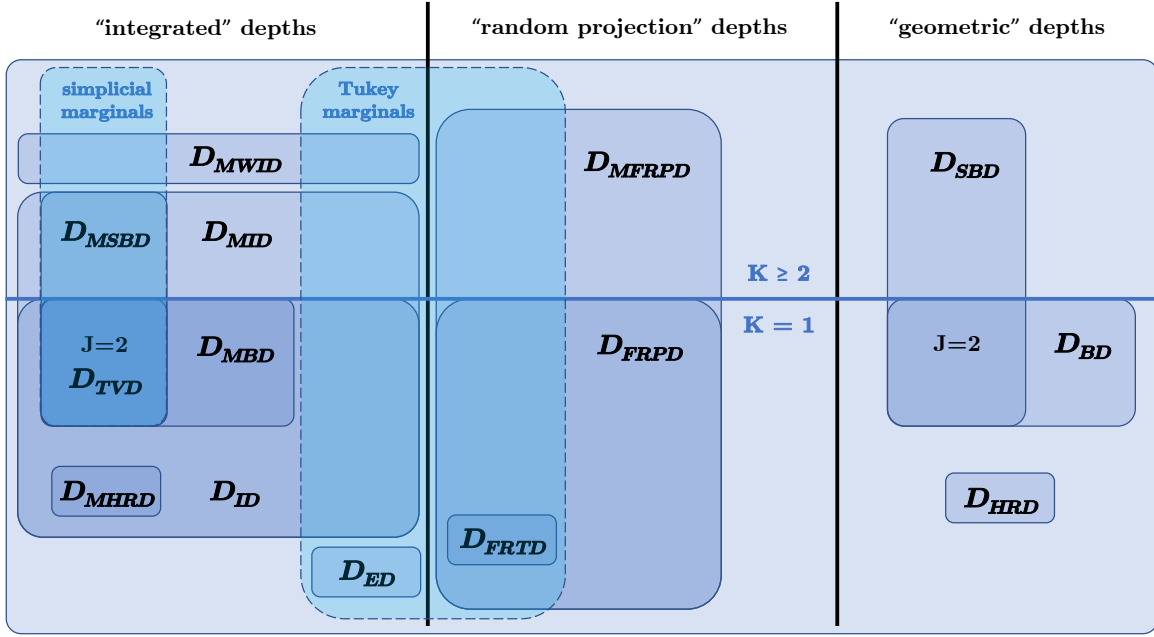 “integrated” depths
“random projection” depths
“geometric” depths
simplicial
marginals
Tukey
marginals
D_MWID
D_MFRPD
D_SBD
D_MSBD
D_MID
K ≥ 2
K = 1
J=2
D_TVD
D_MBD
D_FRPD
J=2
D_BD
D_MHRD
D_ID
D_HRD
D_FRTD
D_ED